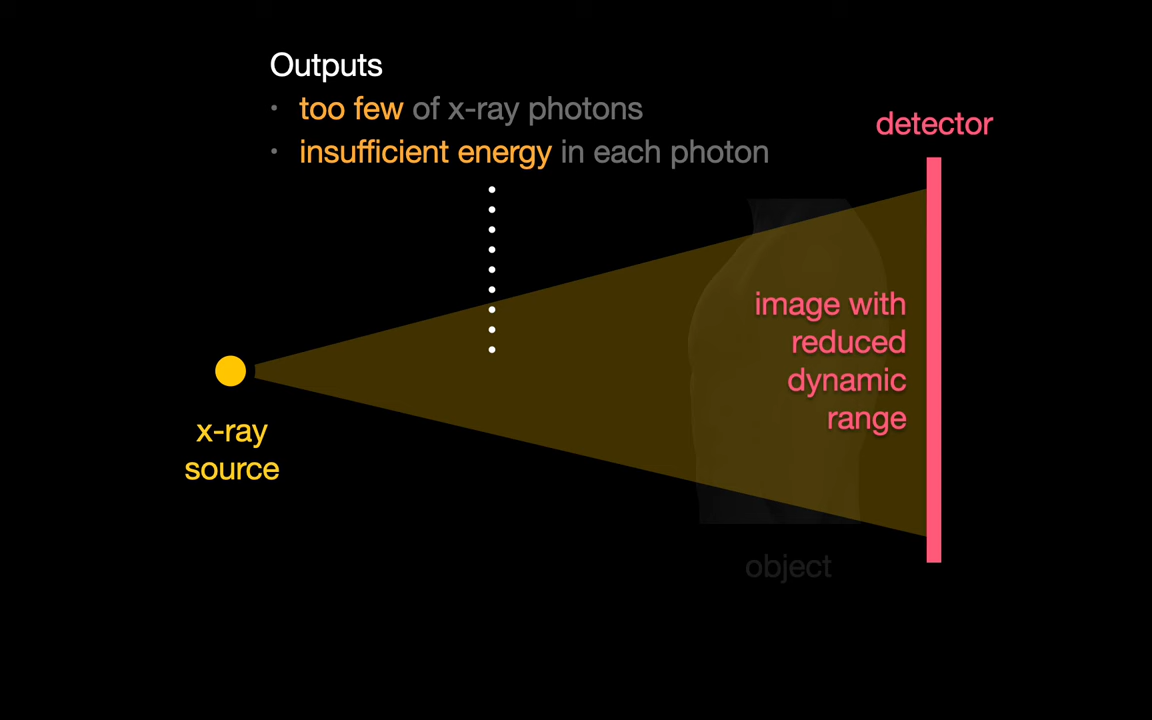 Outputs
• too few of x-ray photons
• insufficient energy in each photon
detector
image with
reduced
dynamic
range
x-ray
source
object